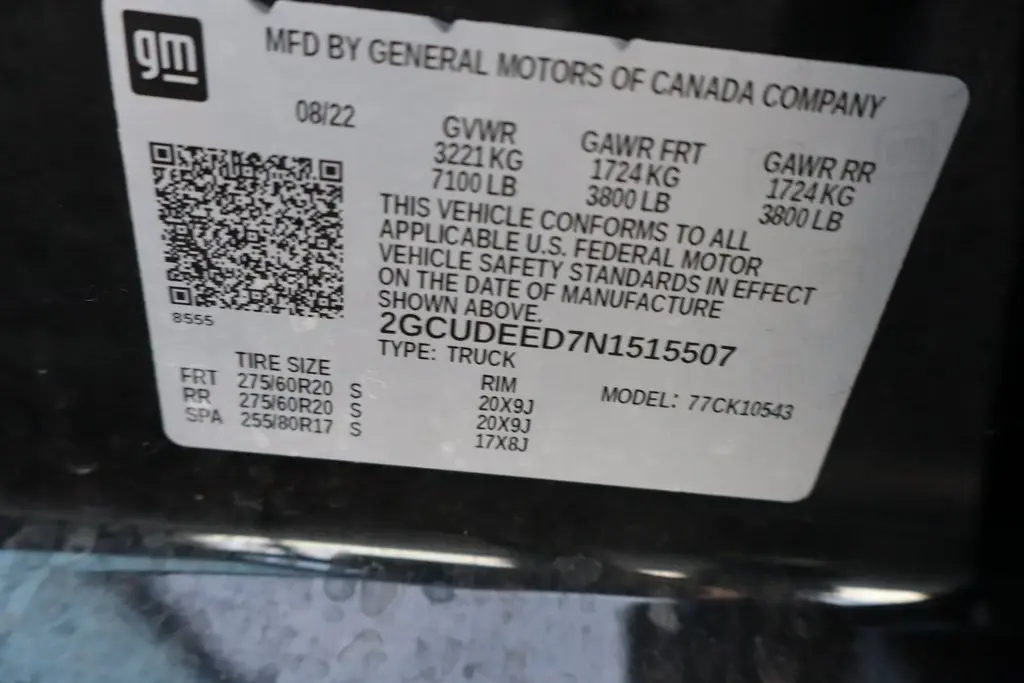 gm
MFD BY GENERAL MOTORS OF CANADA COMPANY
08/22
GVWR
3221 KG
7100 LB
GAWR FRT
1724 KG
3800 LB
GAWR RR
1724 KG
3800 LB
THIS VEHICLE CONFORMS TO ALL
APPLICABLE U.S. FEDERAL MOTOR
VEHICLE SAFETY STANDARDS IN EFFECT
ON THE DATE OF MANUFACTURE
SHOWN ABOVE.
8555
2GCUDEED7N1515507
TYPE: TRUCK
TIRE SIZE RIM
FRT 275/60R20 S 20X9J
RR 275/60R20 S 20X9J
SPA 255/80R17 S 17X8J
MODEL: 77CK10543